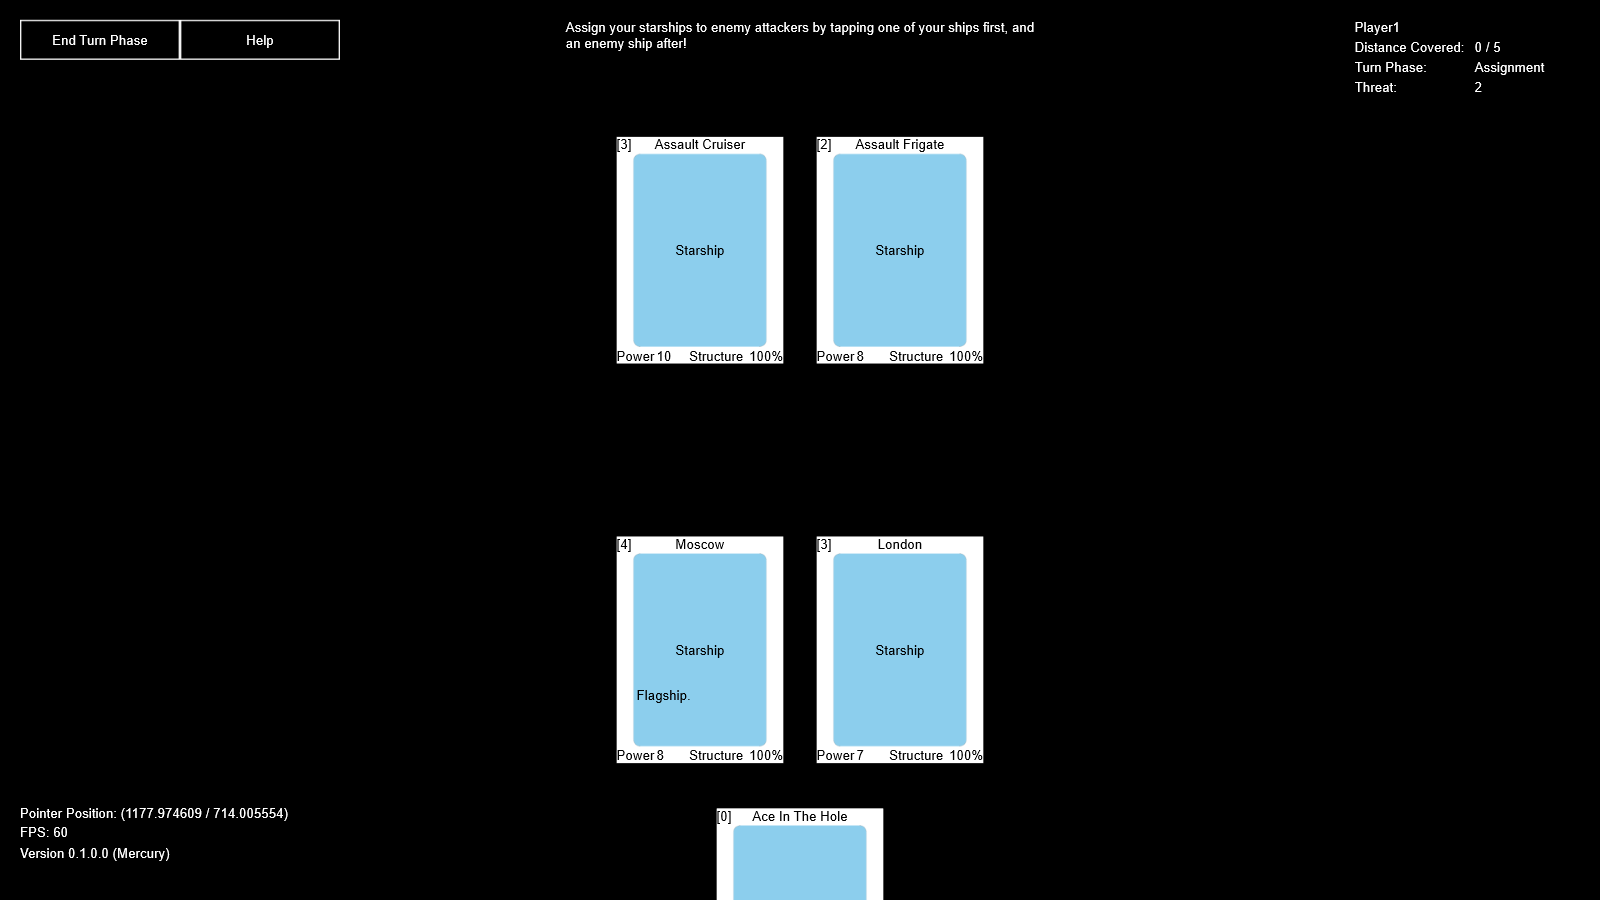 End Turn Phase
Help
Assign your starships to enemy attackers by tapping one of your ships first, and
an enemy ship after!
Player1
Distance Covered: 0 / 5
Turn Phase: Assignment
Threat: 2
[3] Assault Cruiser
Starship
Power 10 Structure 100%
[2] Assault Frigate
Starship
Power 8 Structure 100%
[4] Moscow
Starship
Flagship.
Power 8 Structure 100%
[3] London
Starship
Power 7 Structure 100%
[0] Ace In The Hole
Pointer Position: (1177.974609 / 714.005554)
FPS: 60
Version 0.1.0.0 (Mercury)